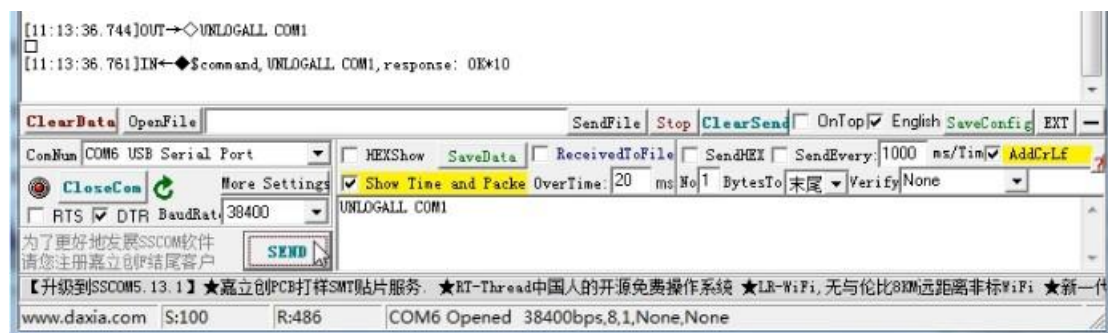 [11:13:36.744]OUT→◇UNLOGALL COM1
□
[11:13:36.761]IN←◆$command,UNLOGALL COM1,response: OK*10
ClearData OpenFile SendFile Stop ClearSend OnTop English SaveConfig EXT —
ComNum COM6 USB Serial Port HEXShow SaveData ReceivedToFile SendHEX SendEvery: 1000 ms/Tim AddCrLf
CloseCom More Settings Show Time and Packe OverTime: 20 ms No 1 BytesTo 末尾 Verify None
RTS DTR BaudRat 38400 UNLOGALL COM1
为了更好地发展SSCOM软件
请您注册嘉立创F结尾客户 SEND
【升级到SSCOM5.13.1】★嘉立创PCB打样SMT贴片服务. ★RT-Thread中国人的开源免费操作系统 ★LR-WiFi,无与伦比8KM远距离非标WiFi ★新一代
www.daxia.com S:100 R:486 COM6 Opened 38400bps,8,1,None,None